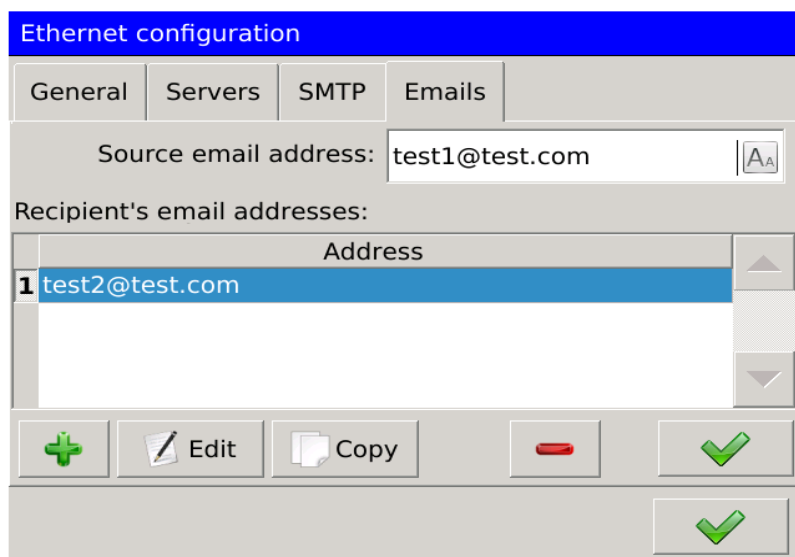 Ethernet configuration
General Servers SMTP Emails
Source email address: test1@test.com AA
Recipient's email addresses:
Address
1 test2@test.com
Edit Copy